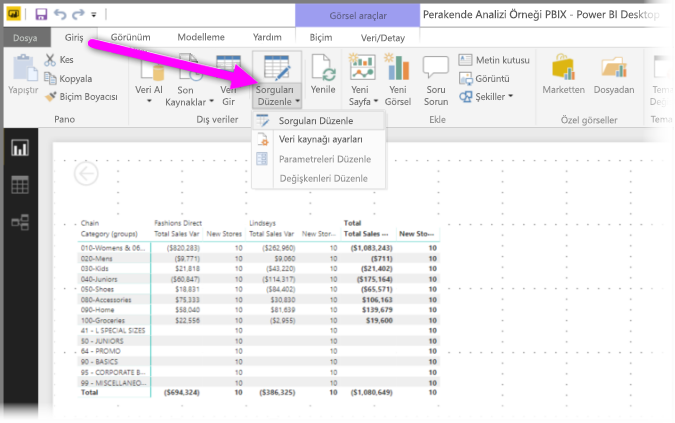 Görsel araçlar
Perakende Analizi Örneği PBIX - Power BI Desktop
Dosya Giriş Görünüm Modelleme Yardım Biçim Veri/Detay
Yapıştır
Kes
Kopyala
Biçim Boyacısı
Pano
Veri Al
Son Kaynaklar
Veri Gir
Sorguları Düzenle
Dış veriler
Yenile
Yeni Sayfa
Yeni Görsel
Soru Sorun
Metin kutusu
Görüntü
Şekiller
Ekle
Marketten
Dosyadan
Özel görseller
Sorguları Düzenle
Veri kaynağı ayarları
Parametreleri Düzenle
Değişkenleri Düzenle
Chain Fashions Direct Lindseys Total
Category (groups) Total Sales Var New Stores Total Sales Var New Stor... Total Sales ... New Sto...
010-Womens & 06... ($820,283) 10 ($262,960) 10 ($1,083,243) 10
020-Mens ($9,771) 10 $9,060 10 ($711) 10
030-Kids $21,818 10 ($43,220) 10 ($21,402) 10
040-Juniors ($60,847) 10 ($114,317) 10 ($175,164) 10
050-Shoes $18,831 10 ($84,402) 10 ($65,571) 10
080-Accessories $75,333 10 $30,830 10 $106,163 10
090-Home $58,040 10 $81,639 10 $139,679 10
100-Groceries $22,556 10 ($2,955) 10 $19,600 10
41 - L SPECIAL SIZES 10 10 10
50 - JUNIORS 10 10 10
64 - PROMO 10 10 10
90 - BASICS 10 10 10
95 - CORPORATE B... 10 10 10
99 - MISCELLANEO... 10 10 10
Total ($694,324) 10 ($386,325) 10 ($1,080,649) 10